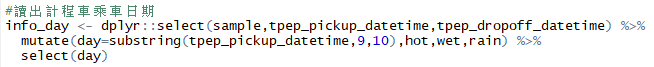 #讀出計程車乘車日期
info_day <- dplyr::select(sample,tpep_pickup_datetime,tpep_dropoff_datetime) %>%
mutate(day=substring(tpep_pickup_datetime,9,10),hot,wet,rain) %>%
select(day)